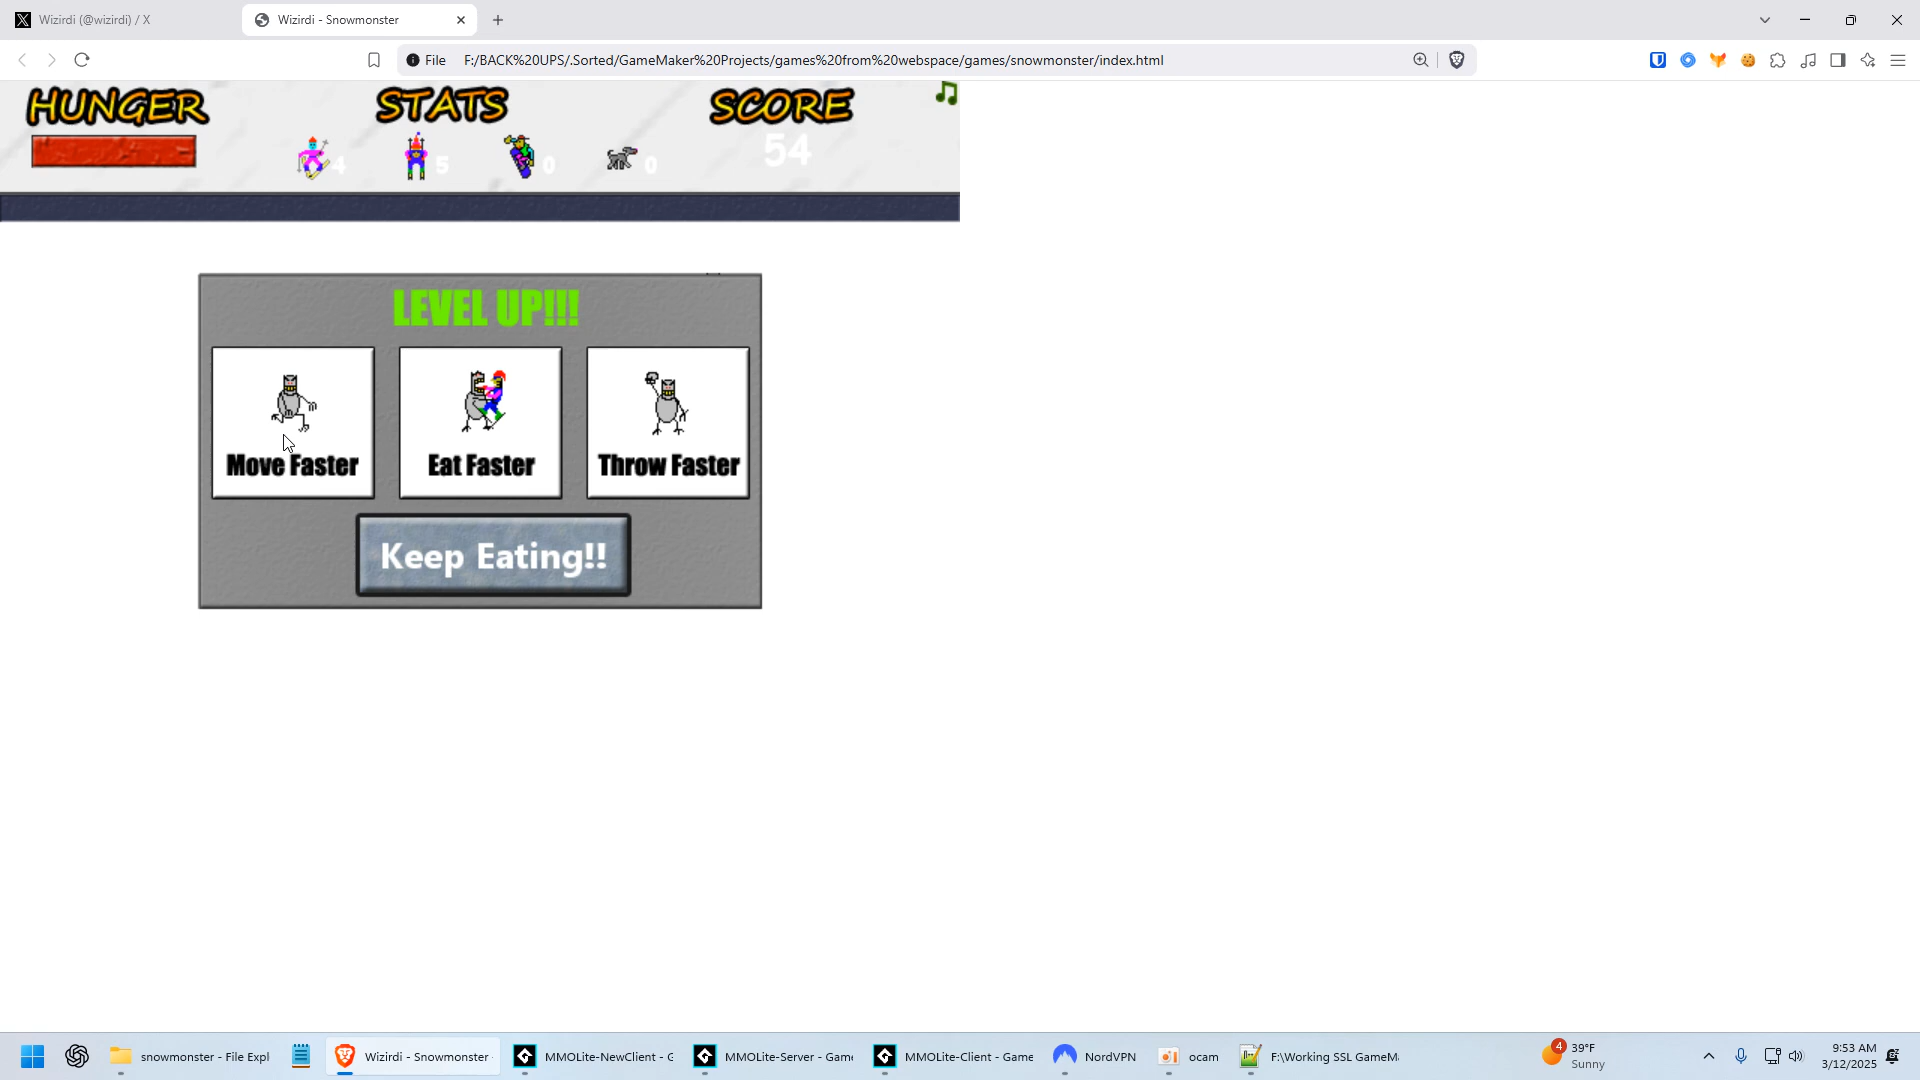 Wizirdi (@wizirdi) / X
Wizirdi - Snowmonster
File F:/BACK%20UPS/.Sorted/GameMaker%20Projects/games%20from%20webspace/games/snowmonster/index.html
HUNGER STATS SCORE
4 5 0 0 54
LEVEL UP!!!
Move Faster Eat Faster Throw Faster
Keep Eating!!
snowmonster - File Expl
Wizirdi - Snowmonster
MMOLite-NewClient - G
MMOLite-Server - Game
MMOLite-Client - Game
NordVPN
ocam
F:\Working SSL GameM
4
39°F
Sunny
9:53 AM
3/12/2025